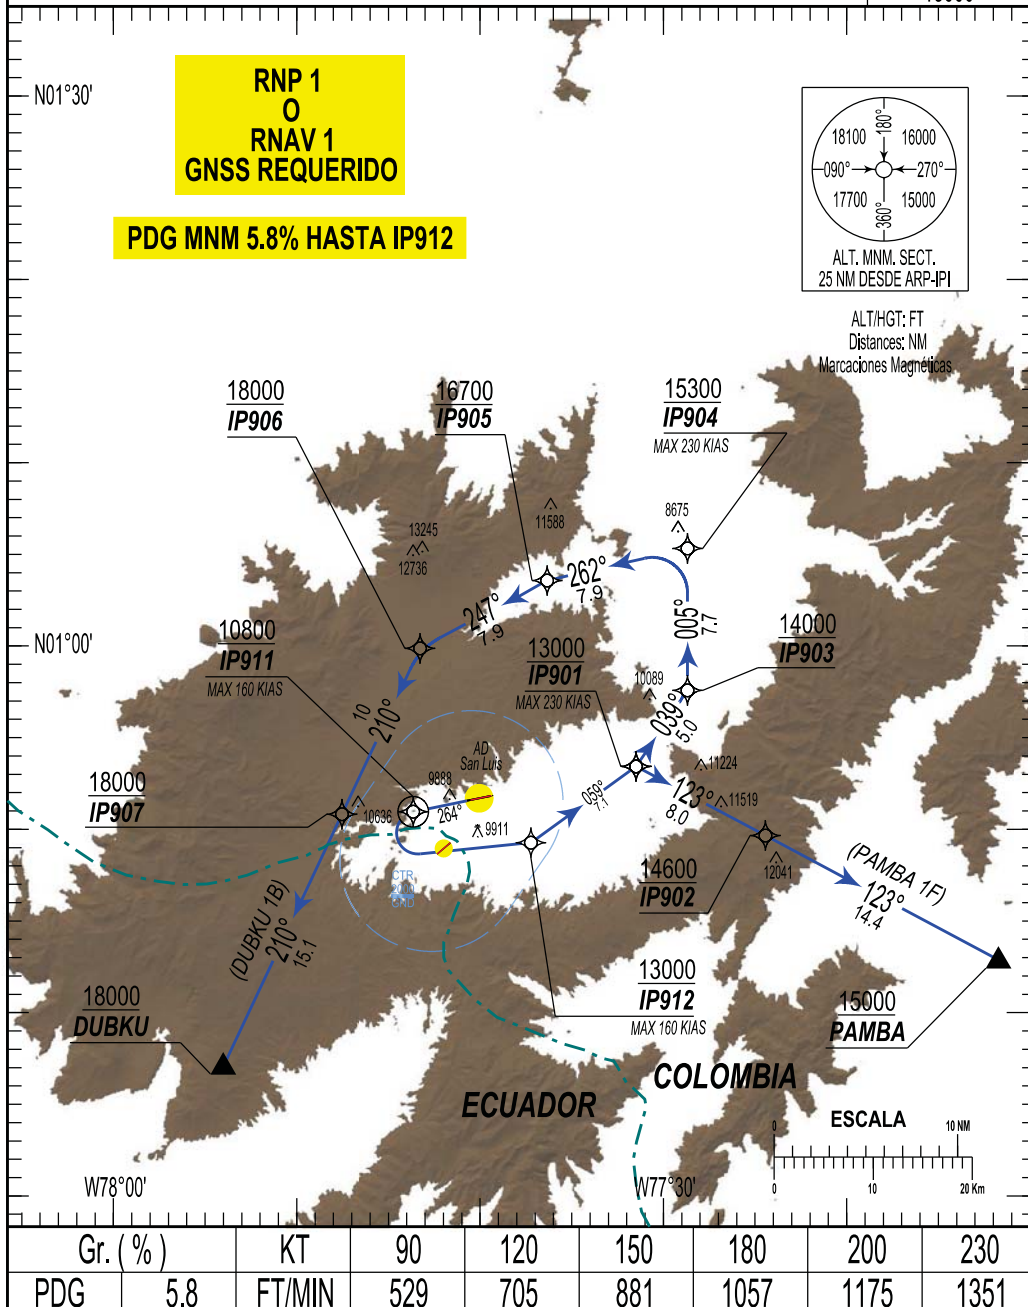 N01°30'
RNP 1
O
RNAV 1
GNSS REQUERIDO
PDG MNM 5.8% HASTA IP912
18100
180°
16000
090°
270°
17700
360°
15000
ALT. MNM. SECT.
25 NM DESDE ARP-IPI
ALT/HGT: FT
Distances: NM
Marcaciones Magnéticas
18000
IP906
16700
IP905
15300
IP904
MAX 230 KIAS
13245
12736
11588
8675
262°
7.9
247°
7.9
005°
7.7
N01°00'
10800
IP911
MAX 160 KIAS
13000
IP901
MAX 230 KIAS
14000
IP903
10089
039°
5.0
10
210°
AD
San Luis
9888
264°
11224
11519
123°
8.0
059°
7.1
18000
IP907
10636
9911
12041
CTR
GND
14600
IP902
(PAMBA 1F)
123°
14.4
(DUBKU 1B)
210°
15.1
13000
IP912
MAX 160 KIAS
18000
DUBKU
15000
PAMBA
COLOMBIA
ECUADOR
ESCALA
0
10 NM
0
10
20 Km
W78°00'
W77°30'
Gr. ( % ) KT 90 120 150 180 200 230
PDG 5.8 FT/MIN 529 705 881 1057 1175 1351